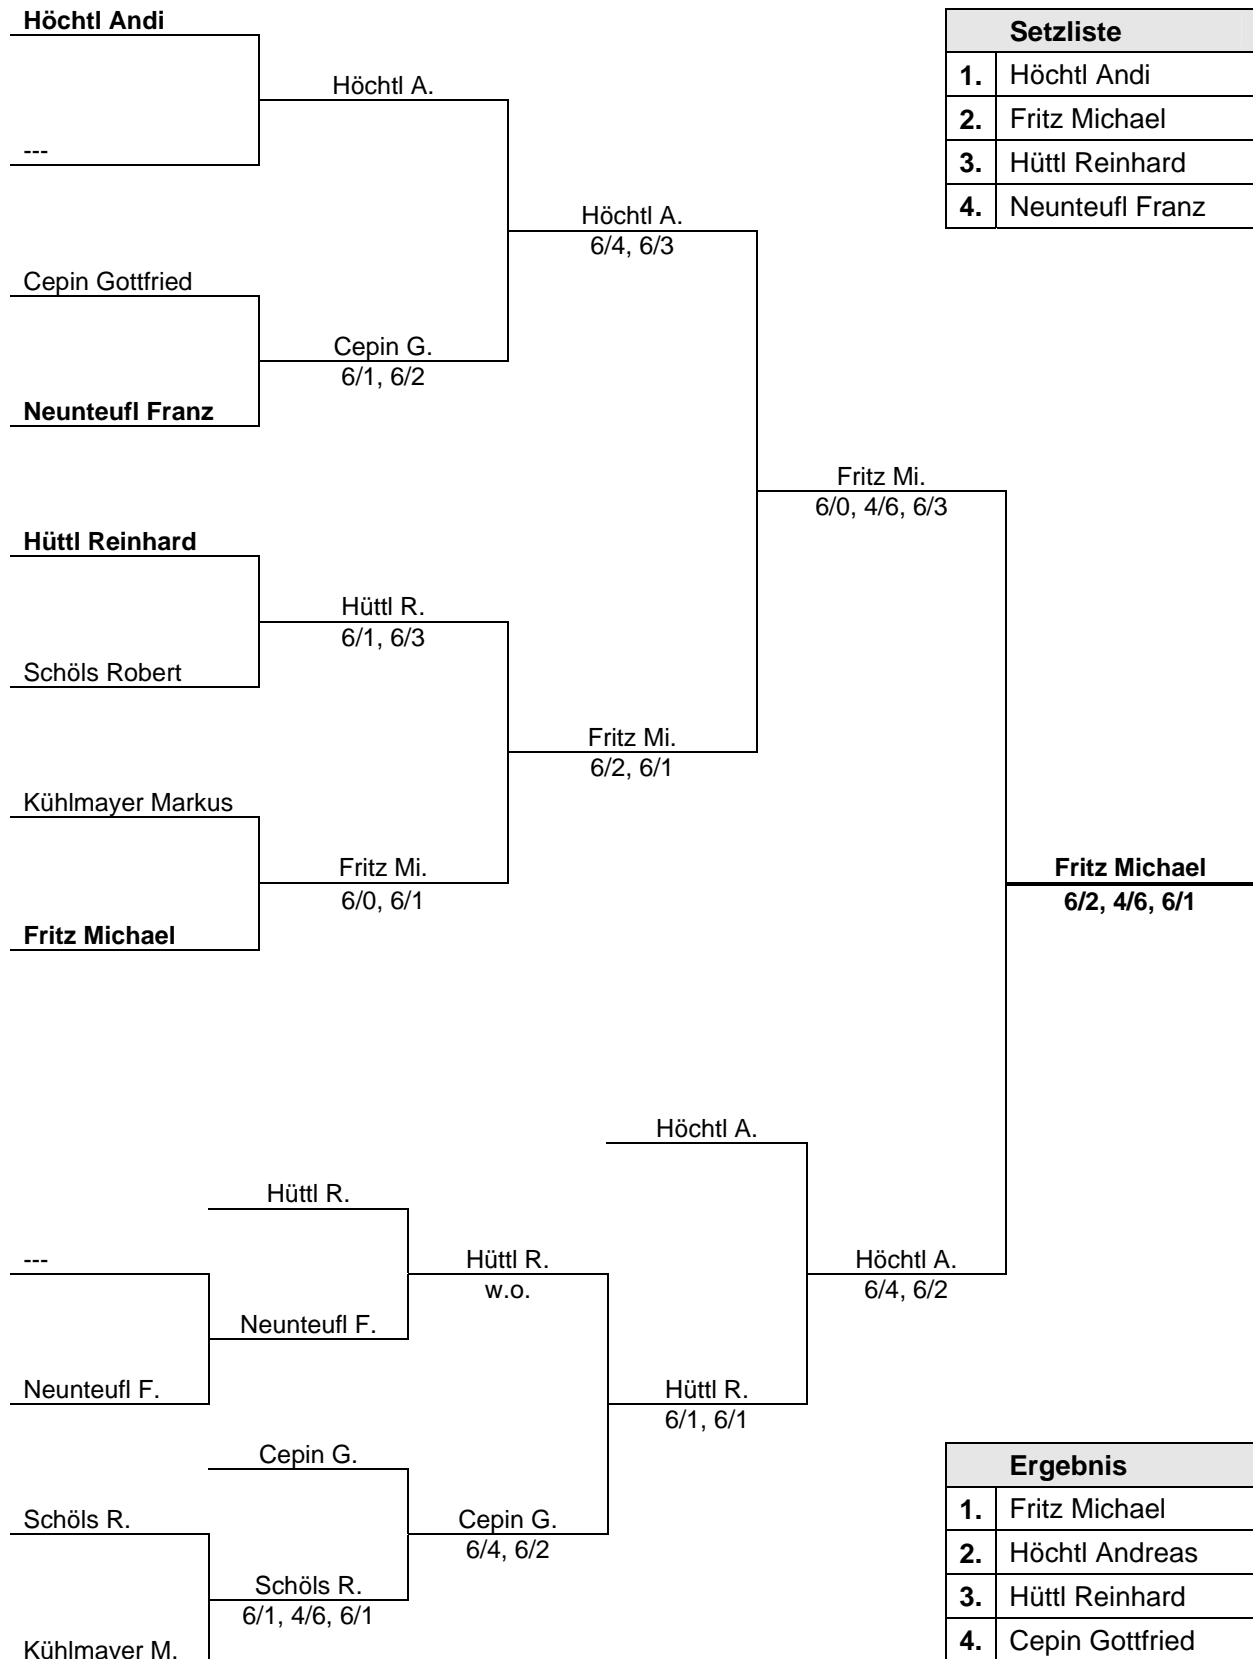 Höchtl Andi
Setzliste
1. Höchtl Andi
2. Fritz Michael
3. Hüttl Reinhard
4. Neunteufl Franz
Höchtl A.
---
Höchtl A.
6/4, 6/3
Cepin Gottfried
Cepin G.
6/1, 6/2
Neunteufl Franz
Fritz Mi.
6/0, 4/6, 6/3
Hüttl Reinhard
Hüttl R.
6/1, 6/3
Schöls Robert
Fritz Mi.
6/2, 6/1
Kühlmayer Markus
Fritz Mi.
6/0, 6/1
Fritz Michael
Fritz Michael
6/2, 4/6, 6/1
Höchtl A.
Hüttl R.
---
Hüttl R.
w.o.
Höchtl A.
6/4, 6/2
Neunteufl F.
Neunteufl F.
Hüttl R.
6/1, 6/1
Cepin G.
Schöls R.
Cepin G.
6/4, 6/2
Schöls R.
6/1, 4/6, 6/1
Kühlmayer M.
Ergebnis
1. Fritz Michael
2. Höchtl Andreas
3. Hüttl Reinhard
4. Cepin Gottfried